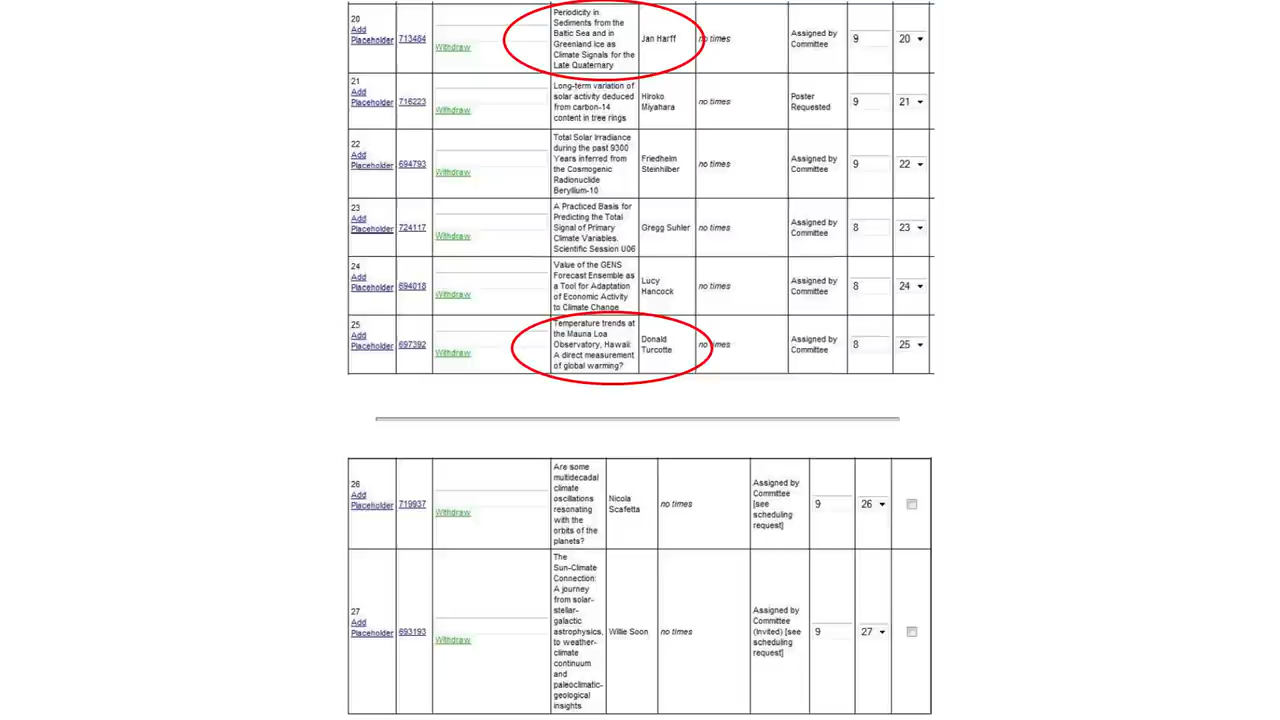 20
Add
Placeholder
713484
Withdraw
Periodicity in
Sediments from the
Baltic Sea and in
Greenland Ice as
Climate Signals for the
Late Quaternary
Jan Harff
no times
Assigned by
Committee
9
20
21
Add
Placeholder
716223
Withdraw
Long-term variation of
solar activity deduced
from carbon-14
content in tree rings
Hiroko
Miyahara
no times
Poster
Requested
9
21
22
Add
Placeholder
694793
Withdraw
Total Solar Irradiance
during the past 9300
Years inferred from
the Cosmogenic
Radionuclide
Beryllium-10
Friedhelm
Steinhilber
no times
Assigned by
Committee
9
22
23
Add
Placeholder
724117
Withdraw
A Practiced Basis for
Predicting the Total
Signal of Primary
Climate Variables.
Scientific Session U06
Gregg Suhler
no times
Assigned by
Committee
8
23
24
Add
Placeholder
694018
Withdraw
Value of the GENS
Forecast Ensemble as
a Tool for Adaptation
of Economic Activity
to Climate Change
Lucy
Hancock
no times
Assigned by
Committee
8
24
25
Add
Placeholder
697392
Withdraw
Temperature trends at
the Mauna Loa
Observatory, Hawaii:
A direct measurement
of global warming?
Donald
Turcotte
no times
Assigned by
Committee
8
25
26
Add
Placeholder
719937
Withdraw
Are some
multidecadal
climate
oscillations
resonating
with the
orbits of the
planets?
Nicola
Scafetta
no times
Assigned by
Committee
[see
scheduling
request]
9
26
27
Add
Placeholder
693193
Withdraw
The
Sun-Climate
Connection:
A journey
from solar-
stellar-
galactic
astrophysics,
to weather-
climate
continuum
and
paleoclimatic-
geological
insights
Willie Soon
no times
Assigned by
Committee
(Invited) [see
scheduling
request]
9
27